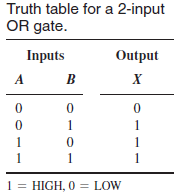 Truth table for a 2-input
OR gate.
Inputs Output
A B X
0 0 0
0 1 1
1 0 1
1 1 1
1 = HIGH, 0 = LOW